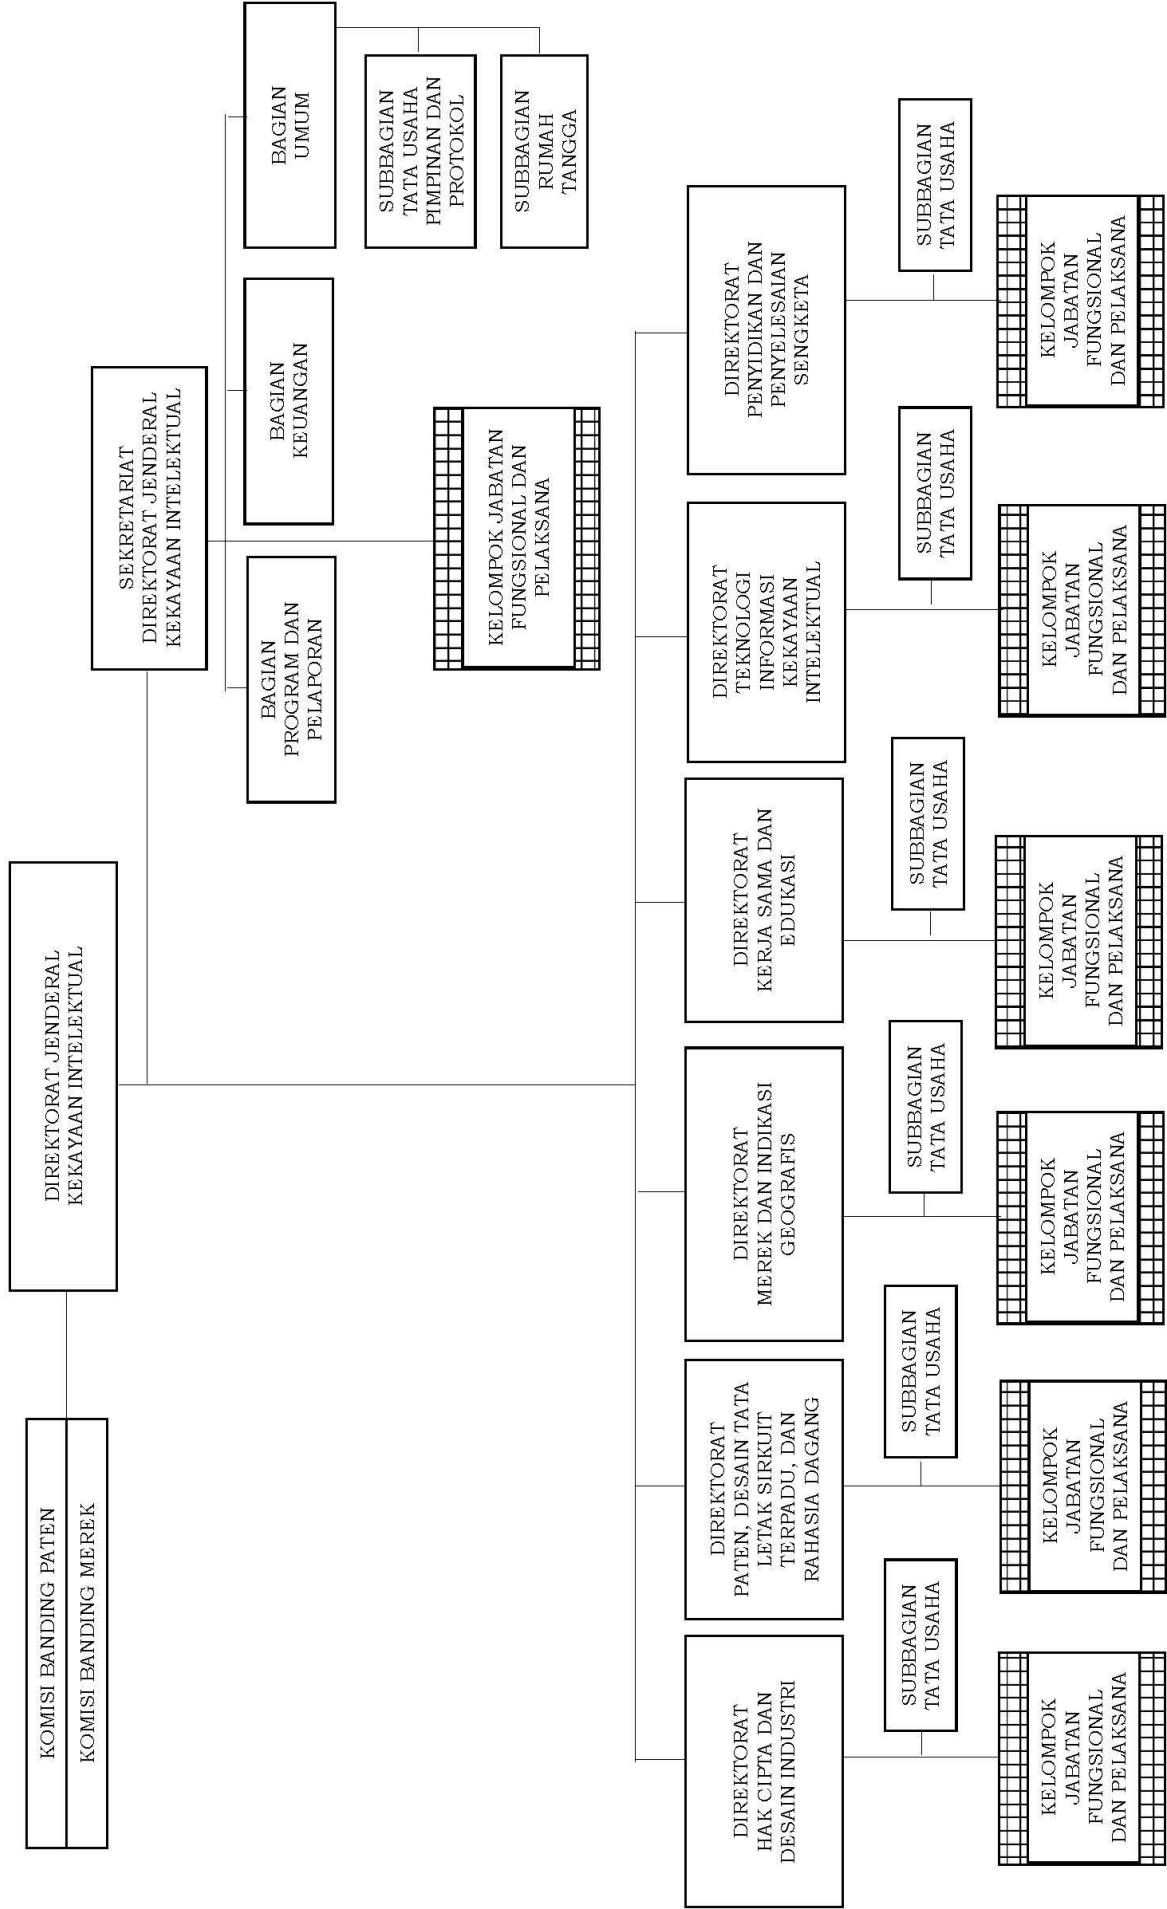 DIREKTORAT JENDERAL
KEKAYAAN INTELEKTUAL
KOMISI BANDING PATEN
KOMISI BANDING MEREK
SEKRETARIAT
DIREKTORAT JENDERAL
KEKAYAAN INTELEKTUAL
BAGIAN
PROGRAM DAN
PELAPORAN
BAGIAN
KEUANGAN
BAGIAN
UMUM
SUBBAGIAN
TATA USAHA
PIMPINAN DAN
PROTOKOL
SUBBAGIAN
RUMAH
TANGGA
KELOMPOK JABATAN
FUNGSIONAL DAN
PELAKSANA
DIREKTORAT
HAK CIPTA DAN
DESAIN INDUSTRI
DIREKTORAT
PATEN, DESAIN TATA
LETAK SIRKUIT
TERPADU, DAN
RAHASIA DAGANG
DIREKTORAT
MEREK DAN INDIKASI
GEOGRAFIS
DIREKTORAT
KERJA SAMA DAN
EDUKASI
DIREKTORAT
TEKNOLOGI
INFORMASI
KEKAYAAN
INTELEKTUAL
DIREKTORAT
PENYIDIKAN DAN
PENYELESAIAN
SENGKETA
SUBBAGIAN
TATA USAHA
SUBBAGIAN
TATA USAHA
SUBBAGIAN
TATA USAHA
SUBBAGIAN
TATA USAHA
SUBBAGIAN
TATA USAHA
SUBBAGIAN
TATA USAHA
KELOMPOK
JABATAN
FUNGSIONAL
DAN PELAKSANA
KELOMPOK
JABATAN
FUNGSIONAL
DAN PELAKSANA
KELOMPOK
JABATAN
FUNGSIONAL
DAN PELAKSANA
KELOMPOK
JABATAN
FUNGSIONAL
DAN PELAKSANA
KELOMPOK
JABATAN
FUNGSIONAL
DAN PELAKSANA
KELOMPOK
JABATAN
FUNGSIONAL
DAN PELAKSANA